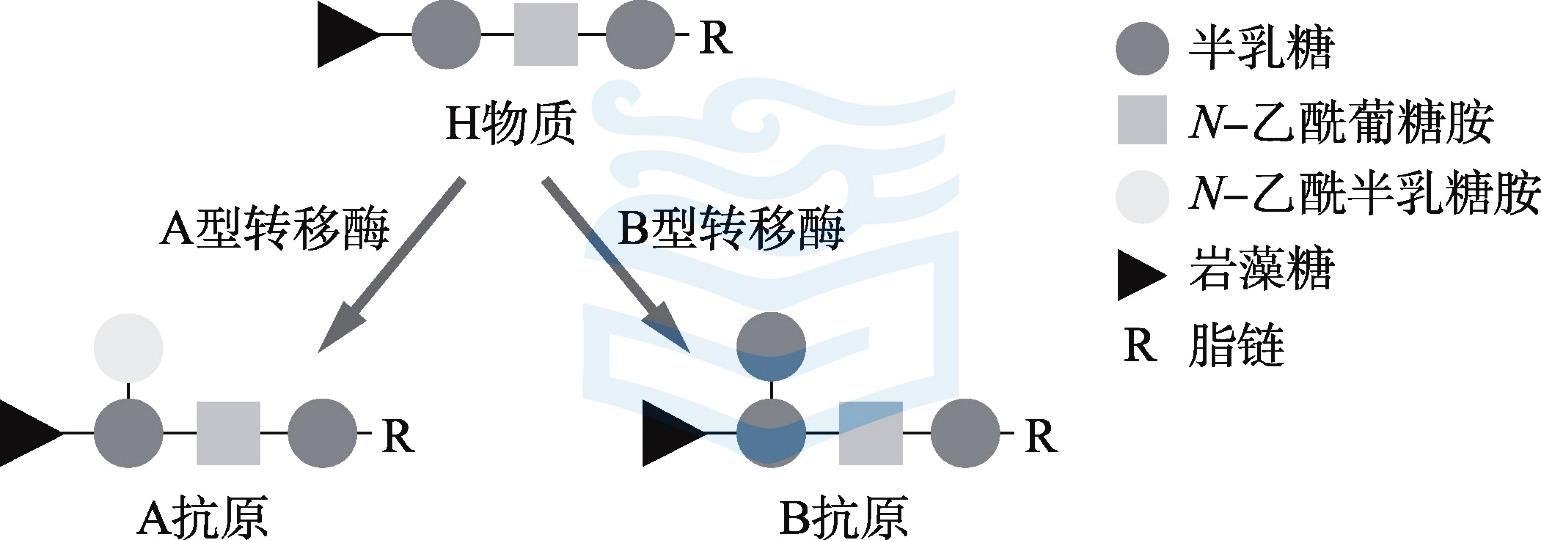 R
H物质
A型转移酶
B型转移酶
R
A抗原
R
B抗原
半乳糖
N-乙酰葡糖胺
N-乙酰半乳糖胺
岩藻糖
R 脂链